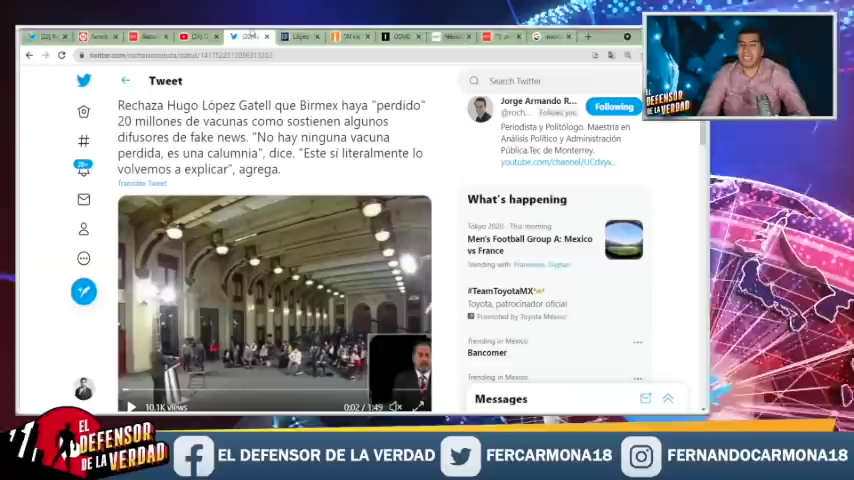 Tweet
Search Twitter
Rechaza Hugo López Gatell que Birmex haya "perdido"
20 millones de vacunas como sostienen algunos
difusores de fake news. "No hay ninguna vacuna
perdida, es una calumnia", dice. "Este sí literalmente lo
volvemos a explicar", agrega.
Translate Tweet
10.1K views
0:02 / 1:49
20+
Jorge Armando R...
Follows you
Following
Periodista y Politólogo. Maestría en
Análisis Político y Administración
Pública.Tec de Monterrey.
What's happening
Tokyo 2020 · This morning
Men's Football Group A: Mexico
vs France
Trending with
#TeamToyotaMX
Toyota, patrocinador oficial
Promoted by Toyota México
Trending in Mexico
Bancomer
Trending in Mexico
Messages
EL
DEFENSOR
DE LA
VERDAD
EL
DEFENSOR
DE LA VERDAD
EL DEFENSOR DE LA VERDAD
FERCARMONA18
FERNANDOCARMONA18